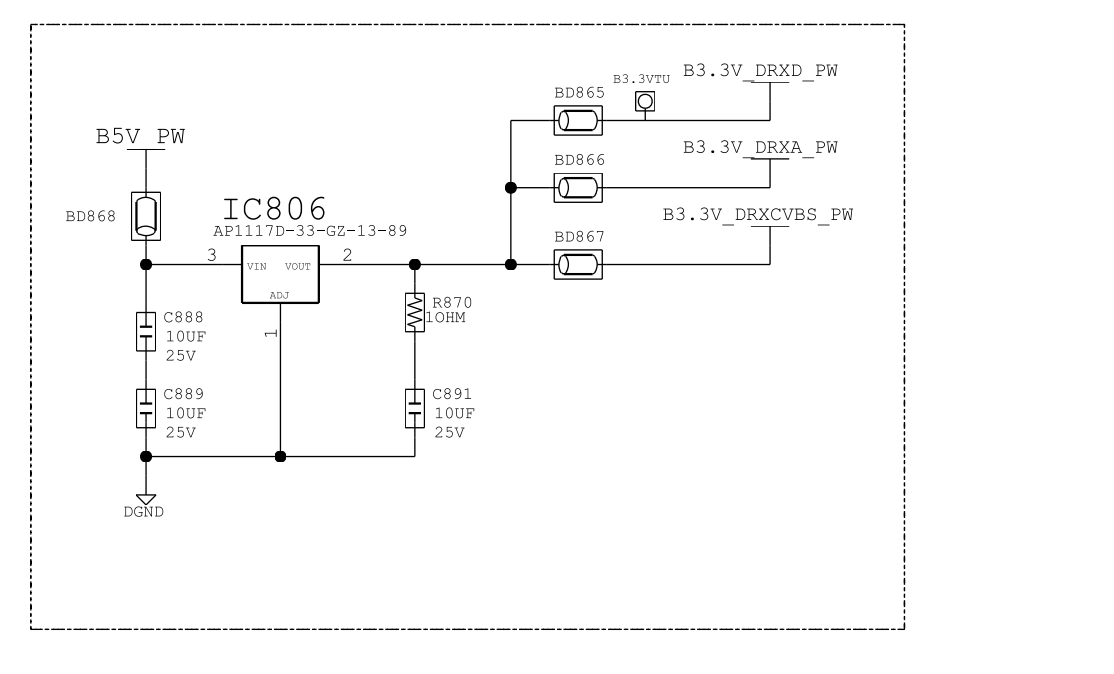 B3.3V_DRXD_PW
B3.3VTU
BD865
B5V_PW
B3.3V_DRXA_PW
BD866
IC806
B3.3V_DRXCVBS_PW
BD868
AP1117D-33-GZ-13-89
BD867
3
2
VIN VOUT
ADJ
R870
1OHM
C888
10UF
25V
1
C889
10UF
25V
C891
10UF
25V
DGND